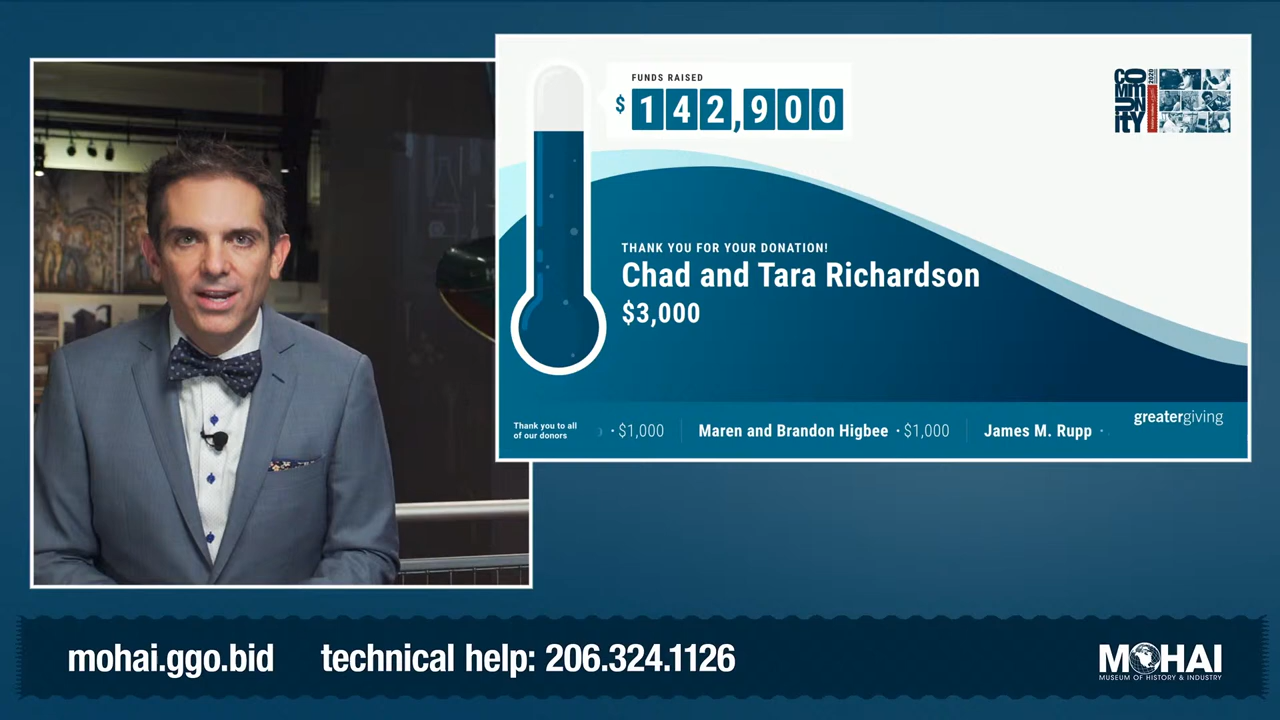 FUNDS RAISED
$ 142,900
COMMUNITY
2020
THANK YOU FOR YOUR DONATION!
Chad and Tara Richardson
$3,000
greatergiving
Thank you to all
of our donors
· $1,000
Maren and Brandon Higbee · $1,000
James M. Rupp ·
mohai.ggo.bid
technical help: 206.324.1126
MOHAI
MUSEUM OF HISTORY & INDUSTRY